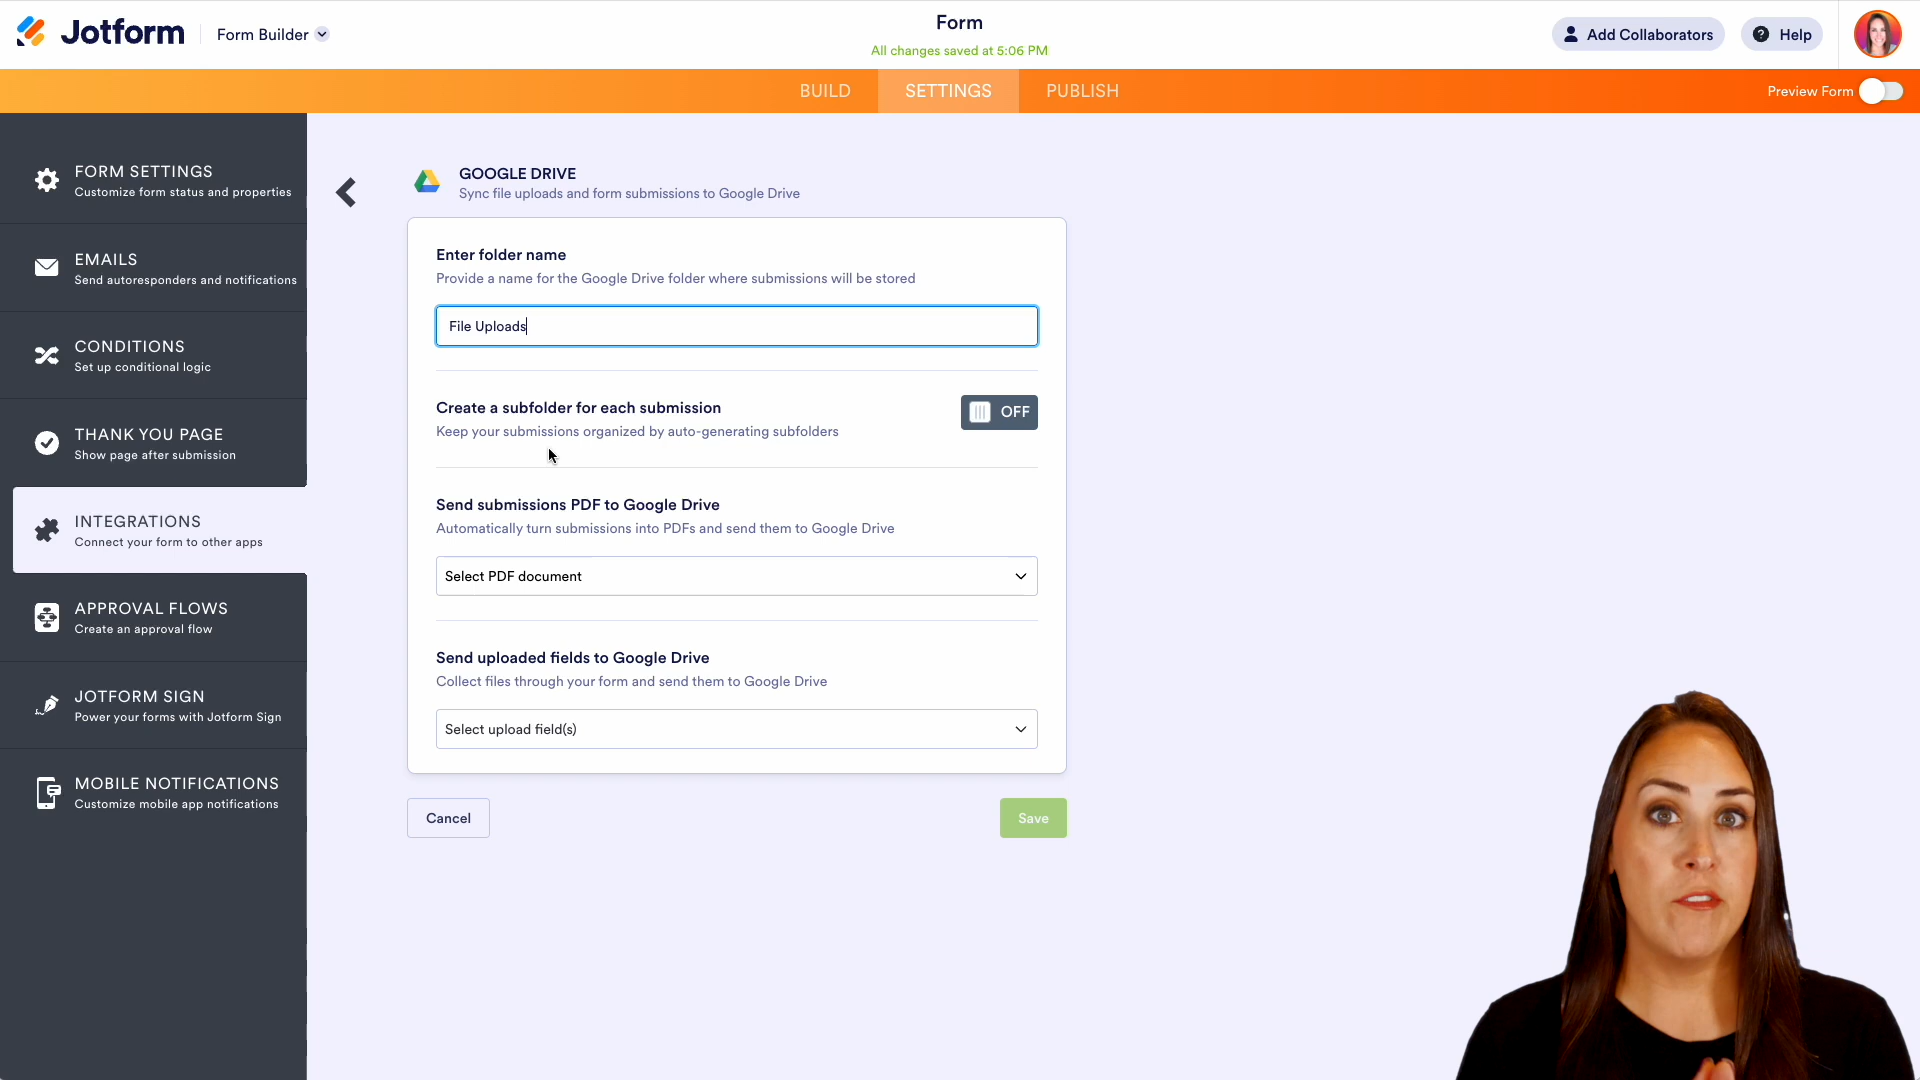 Jotform
Form Builder
Form
All changes saved at 5:06 PM
Add Collaborators
Help
BUILD
SETTINGS
PUBLISH
Preview Form
FORM SETTINGS
Customize form status and properties
EMAILS
Send autoresponders and notifications
CONDITIONS
Set up conditional logic
THANK YOU PAGE
Show page after submission
INTEGRATIONS
Connect your form to other apps
APPROVAL FLOWS
Create an approval flow
JOTFORM SIGN
Power your forms with Jotform Sign
MOBILE NOTIFICATIONS
Customize mobile app notifications
GOOGLE DRIVE
Sync file uploads and form submissions to Google Drive
Enter folder name
Provide a name for the Google Drive folder where submissions will be stored
File Uploads
Create a subfolder for each submission
OFF
Keep your submissions organized by auto-generating subfolders
Send submissions PDF to Google Drive
Automatically turn submissions into PDFs and send them to Google Drive
Select PDF document
Send uploaded fields to Google Drive
Collect files through your form and send them to Google Drive
Select upload field(s)
Cancel
Save